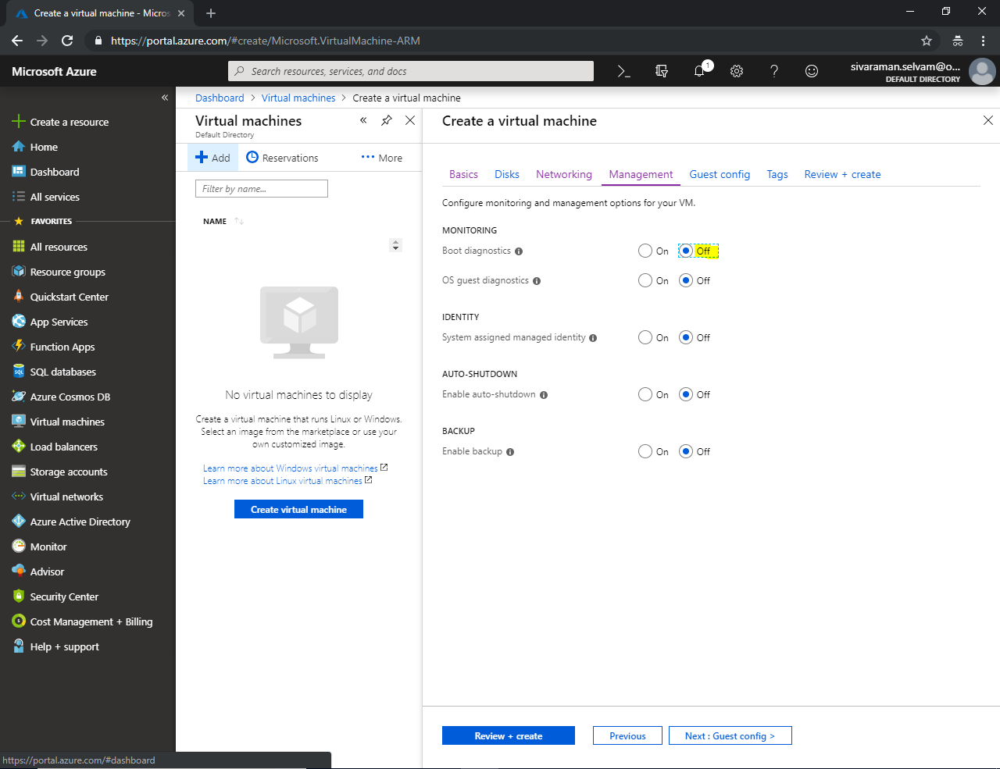 Create a virtual machine - Micros
https://portal.azure.com/#create/Microsoft.VirtualMachine-ARM
Microsoft Azure
Search resources, services, and docs
1
sivaraman.selvam@o...
DEFAULT DIRECTORY
Create a resource
Home
Dashboard
All services
FAVORITES
All resources
Resource groups
Quickstart Center
App Services
Function Apps
SQL databases
Azure Cosmos DB
Virtual machines
Load balancers
Storage accounts
Virtual networks
Azure Active Directory
Monitor
Advisor
Security Center
Cost Management + Billing
Help + support
https://portal.azure.com/#dashboard
Dashboard > Virtual machines > Create a virtual machine
Virtual machines
Default Directory
Add Reservations More
Filter by name...
NAME
No virtual machines to display
Create a virtual machine that runs Linux or Windows.
Select an image from the marketplace or use your
own customized image.
Learn more about Windows virtual machines
Learn more about Linux virtual machines
Create virtual machine
Create a virtual machine
Basics Disks Networking Management Guest config Tags Review + create
Configure monitoring and management options for your VM.
MONITORING
Boot diagnostics On Off
OS guest diagnostics On Off
IDENTITY
System assigned managed identity On Off
AUTO-SHUTDOWN
Enable auto-shutdown On Off
BACKUP
Enable backup On Off
Review + create Previous Next : Guest config >